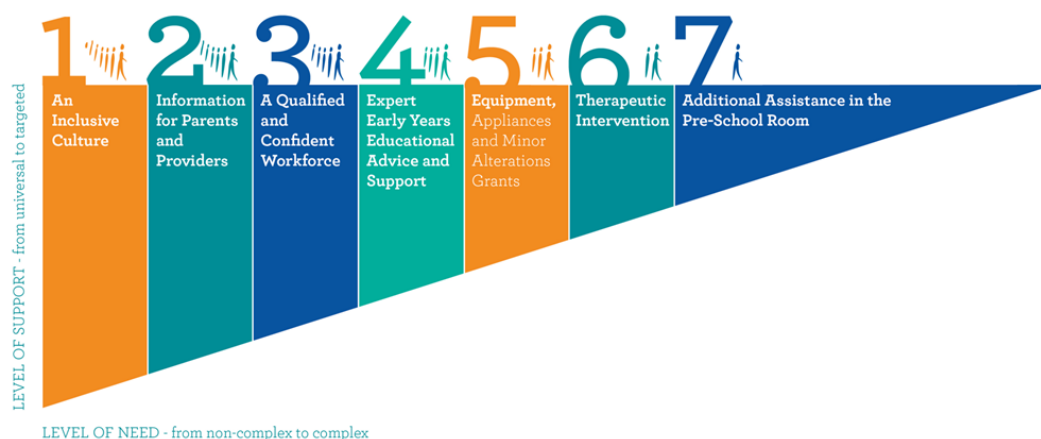 1
An
Inclusive
Culture
2
Information
for Parents
and
Providers
3
A Qualified
and
Confident
Workforce
4
Expert
Early Years
Educational
Advice and
Support
5
Equipment,
Appliances
and Minor
Alterations
Grants
6
Therapeutic
Intervention
7
Additional Assistance in the
Pre-School Room
LEVEL OF SUPPORT - from universal to targeted
LEVEL OF NEED - from non-complex to complex